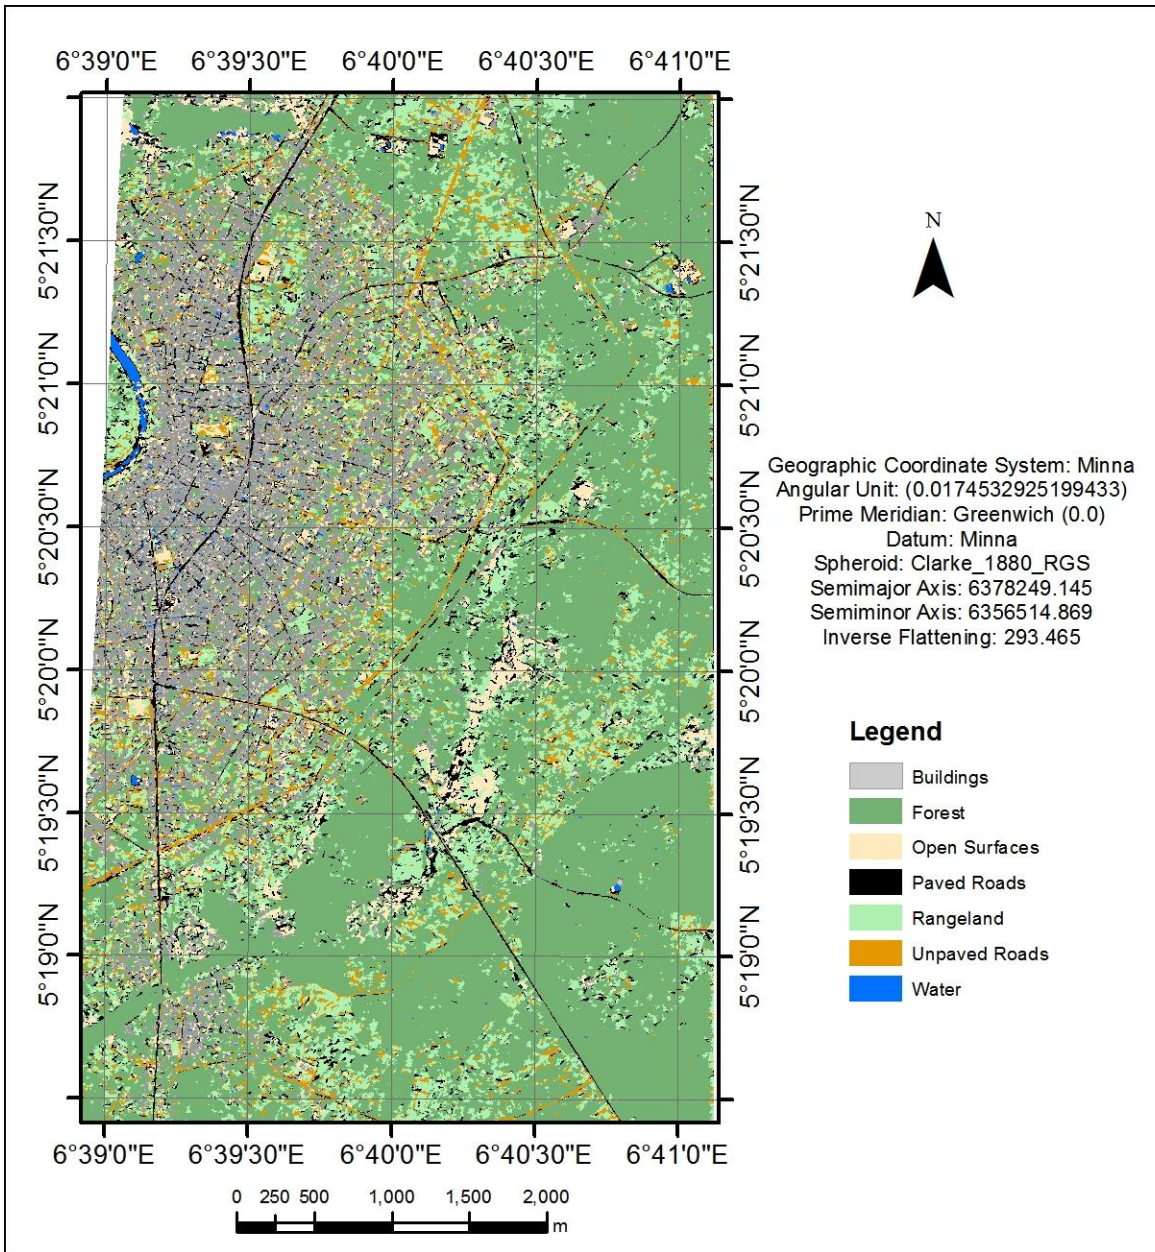 6°39'0"E 6°39'30"E 6°40'0"E 6°40'30"E 6°41'0"E
5°21'30"N 5°21'30"N
5°21'0"N 5°21'0"N
5°20'30"N 5°20'30"N
5°20'0"N 5°20'0"N
5°19'30"N 5°19'30"N
5°19'0"N 5°19'0"N
6°39'0"E 6°39'30"E 6°40'0"E 6°40'30"E 6°41'0"E
0 250 500 1,000 1,500 2,000
m
N
Geographic Coordinate System: Minna
Angular Unit: (0.0174532925199433)
Prime Meridian: Greenwich (0.0)
Datum: Minna
Spheroid: Clarke_1880_RGS
Semimajor Axis: 6378249.145
Semiminor Axis: 6356514.869
Inverse Flattening: 293.465
Legend
Buildings
Forest
Open Surfaces
Paved Roads
Rangeland
Unpaved Roads
Water